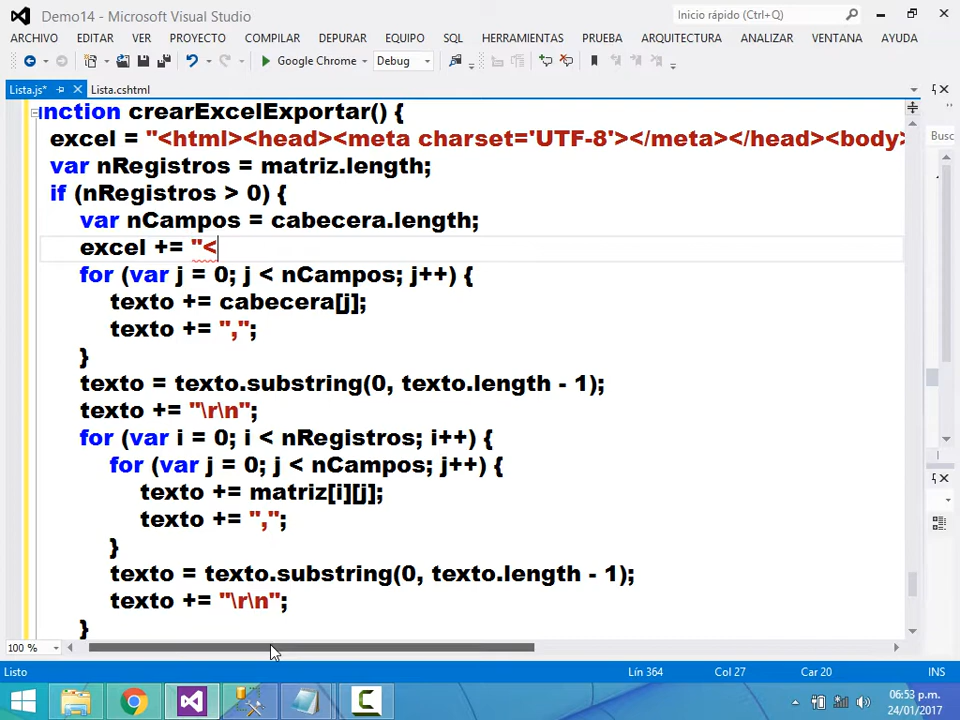 Demo14 - Microsoft Visual Studio
Inicio rápido (Ctrl+Q)
ARCHIVO EDITAR VER PROYECTO COMPILAR DEPURAR EQUIPO SQL HERRAMIENTAS PRUEBA ARQUITECTURA ANALIZAR VENTANA AYUDA
Google Chrome Debug
Lista.js* Lista.cshtml
unction crearExcelExportar() {
excel = "<html><head><meta charset='UTF-8'></meta></head><body>
var nRegistros = matriz.length;
if (nRegistros > 0) {
var nCampos = cabecera.length;
excel += "<
for (var j = 0; j < nCampos; j++) {
texto += cabecera[j];
texto += ",";
}
texto = texto.substring(0, texto.length - 1);
texto += "\r\n";
for (var i = 0; i < nRegistros; i++) {
for (var j = 0; j < nCampos; j++) {
texto += matriz[i][j];
texto += ",";
}
texto = texto.substring(0, texto.length - 1);
texto += "\r\n";
}
Busc
100 %
Listo Lín 364 Col 27 Car 20 INS
06:53 p.m.
24/01/2017